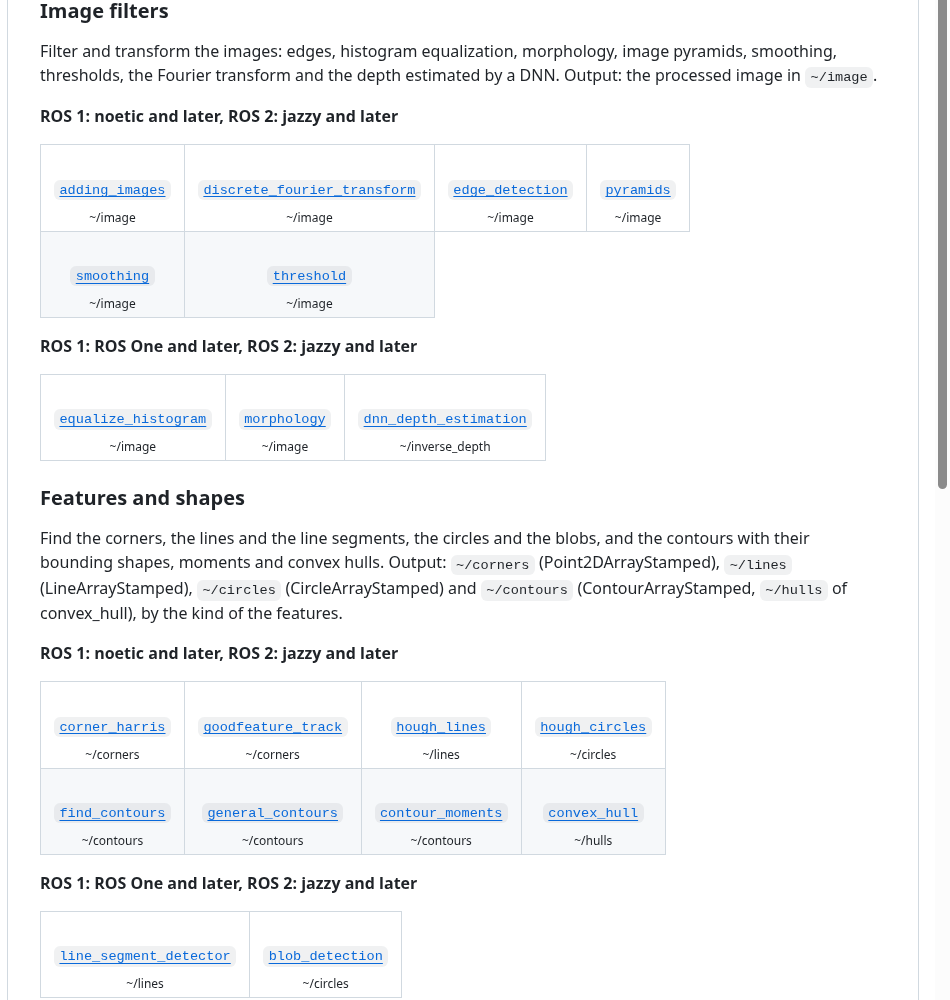 Image filters
Filter and transform the images: edges, histogram equalization, morphology, image pyramids, smoothing,
thresholds, the Fourier transform and the depth estimated by a DNN. Output: the processed image in ~/image.
ROS 1: noetic and later, ROS 2: jazzy and later
adding_images discrete_fourier_transform edge_detection pyramids
~/image ~/image ~/image ~/image
smoothing threshold
~/image ~/image
ROS 1: ROS One and later, ROS 2: jazzy and later
equalize_histogram morphology dnn_depth_estimation
~/image ~/image ~/inverse_depth
Features and shapes
Find the corners, the lines and the line segments, the circles and the blobs, and the contours with their
bounding shapes, moments and convex hulls. Output: ~/corners (Point2DArrayStamped), ~/lines
(LineArrayStamped), ~/circles (CircleArrayStamped) and ~/contours (ContourArrayStamped, ~/hulls of
convex_hull), by the kind of the features.
ROS 1: noetic and later, ROS 2: jazzy and later
corner_harris goodfeature_track hough_lines hough_circles
~/corners ~/corners ~/lines ~/circles
find_contours general_contours contour_moments convex_hull
~/contours ~/contours ~/contours ~/hulls
ROS 1: ROS One and later, ROS 2: jazzy and later
line_segment_detector blob_detection
~/lines ~/circles